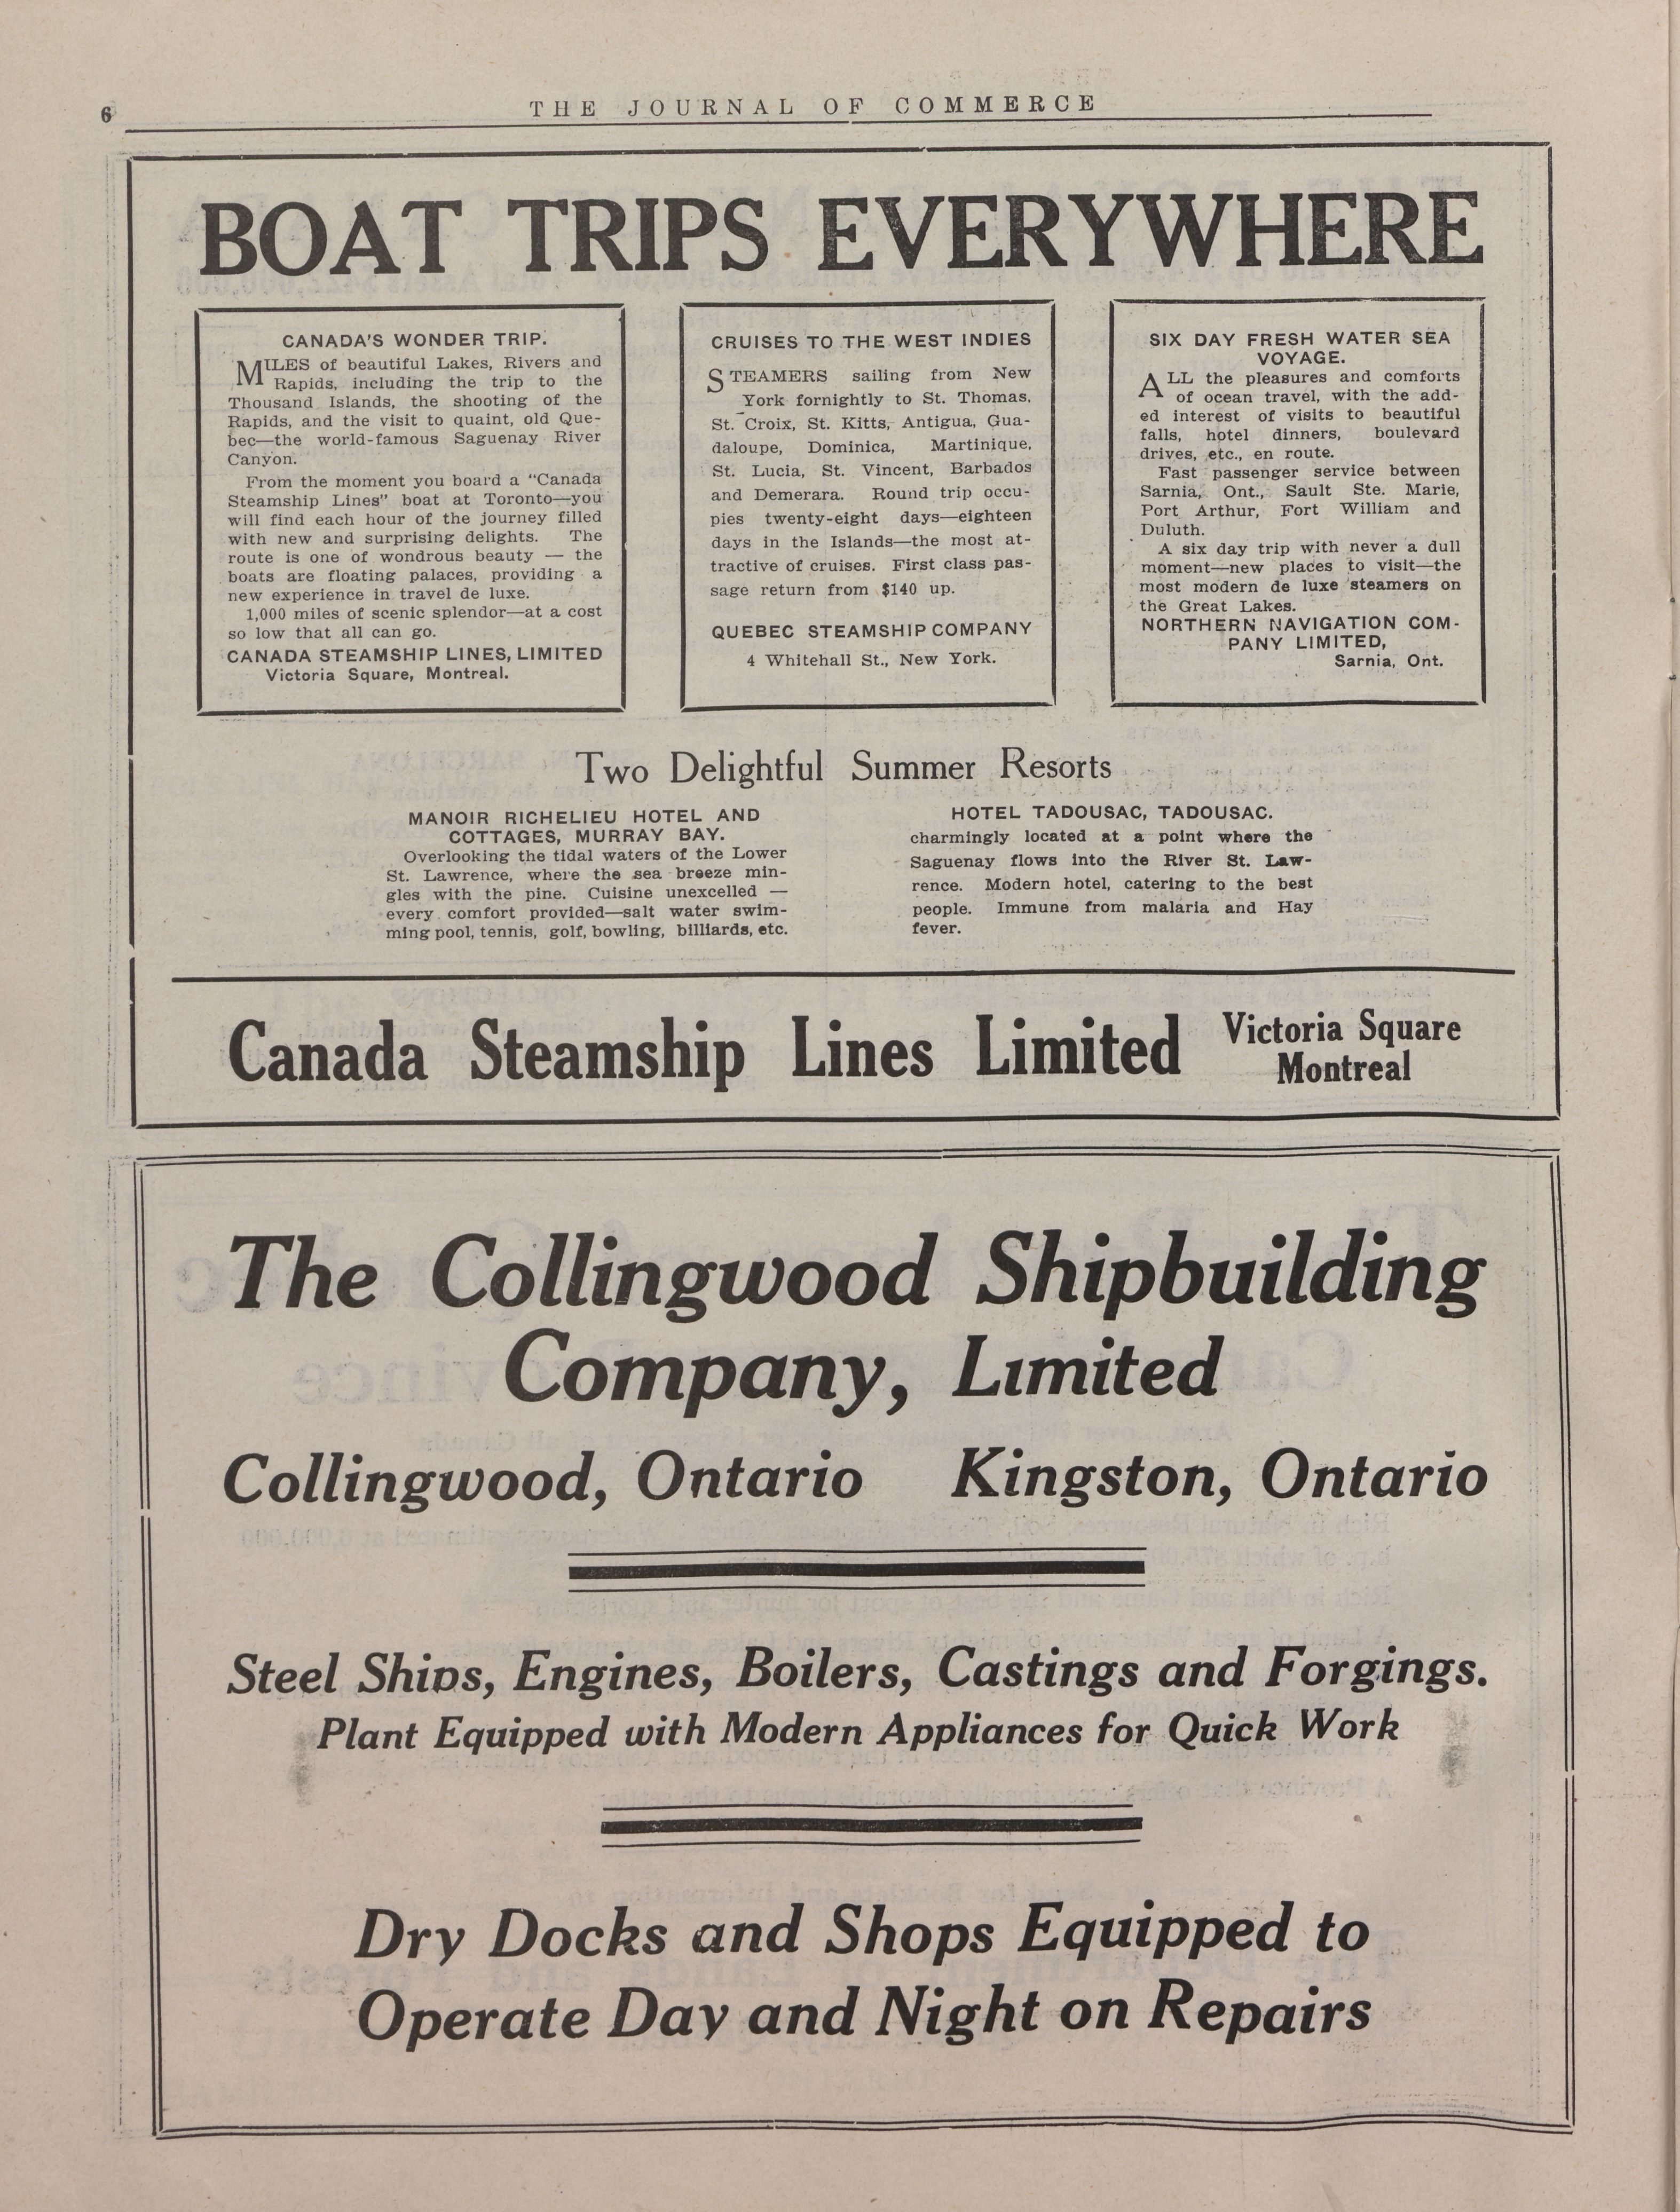 6
THE JOURNAL OF COMMERCE
BOAT TRIPS EVERYWHERE
CANADA'S WONDER TRIP.
MILES of beautiful Lakes, Rivers and
Rapids, including the trip to the
Thousand Islands, the shooting of the
Rapids, and the visit to quaint, old Que-
bec—the world-famous Saguenay River
Canyon.
From the moment you board a "Canada
Steamship Lines" boat at Toronto—you
will find each hour of the journey filled
with new and surprising delights. The
route is one of wondrous beauty — the
boats are floating palaces, providing a
new experience in travel de luxe.
1,000 miles of scenic splendor—at a cost
so low that all can go.
CANADA STEAMSHIP LINES, LIMITED
Victoria Square, Montreal.
CRUISES TO THE WEST INDIES
STEAMERS sailing from New
York fornightly to St. Thomas,
St. Croix, St. Kitts, Antigua, Gua-
daloupe, Dominica, Martinique,
St. Lucia, St. Vincent, Barbados
and Demerara. Round trip occu-
pies twenty-eight days—eighteen
days in the Islands—the most at-
tractive of cruises. First class pas-
sage return from $140 up.
QUEBEC STEAMSHIP COMPANY
4 Whitehall St., New York.
SIX DAY FRESH WATER SEA
VOYAGE.
ALL the pleasures and comforts
of ocean travel, with the add-
ed interest of visits to beautiful
falls, hotel dinners, boulevard
drives, etc., en route.
Fast passenger service between
Sarnia, Ont., Sault Ste. Marie,
Port Arthur, Fort William and
Duluth.
A six day trip with never a dull
moment—new places to visit—the
most modern de luxe steamers on
the Great Lakes.
NORTHERN NAVIGATION COM-
PANY LIMITED,
Sarnia, Ont.
Two Delightful Summer Resorts
MANOIR RICHELIEU HOTEL AND
COTTAGES, MURRAY BAY.
Overlooking the tidal waters of the Lower
St. Lawrence, where the sea breeze min-
gles with the pine. Cuisine unexcelled —
every comfort provided—salt water swim-
ming pool, tennis, golf, bowling, billiards, etc.
HOTEL TADOUSAC, TADOUSAC.
charmingly located at a point where the
Saguenay flows into the River St. Law-
rence. Modern hotel, catering to the best
people. Immune from malaria and Hay
fever.
Canada Steamship Lines Limited
Victoria Square
Montreal
The Collingwood Shipbuilding
Company, Limited
Collingwood, Ontario Kingston, Ontario
Steel Ships, Engines, Boilers, Castings and Forgings.
Plant Equipped with Modern Appliances for Quick Work
Dry Docks and Shops Equipped to
Operate Day and Night on Repairs